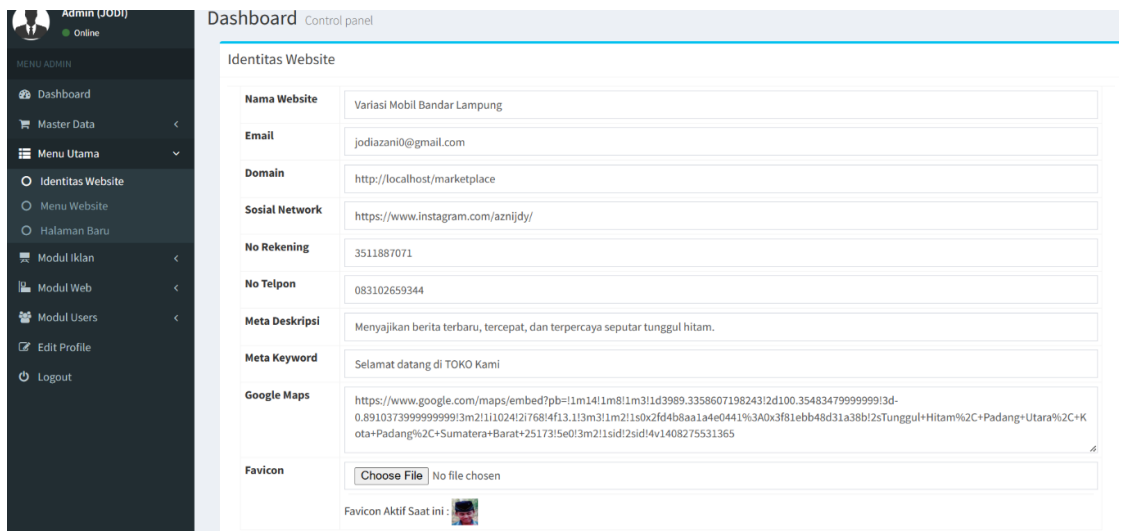 Admin (JODI)
Online
MENU ADMIN
Dashboard
Master Data
Menu Utama
Identitas Website
Menu Website
Halaman Baru
Modul Iklan
Modul Web
Modul Users
Edit Profile
Logout
Dashboard Control panel
Identitas Website
Nama Website Variasi Mobil Bandar Lampung
Email jodiazani0@gmail.com
Domain http://localhost/marketplace
Sosial Network https://www.instagram.com/aznijdy/
No Rekening 3511887071
No Telpon 083102659344
Meta Deskripsi Menyajikan berita terbaru, tercepat, dan terpercaya seputar tunggul hitam.
Meta Keyword Selamat datang di TOKO Kami
Google Maps https://www.google.com/maps/embed?pb=!1m14!1m8!1m3!1d3989.3358607198243!2d100.35483479999999!3d-
0.8910373999999999!3m2!1i1024!2i768!4f13.1!3m3!1m2!1s0x2fd4b8aa1a4e0441%3A0x3f81ebb48d31a38b!2sTunggul+Hitam%2C+Padang+Utara%2C+K
ota+Padang%2C+Sumatera+Barat+25173!5e0!3m2!1sid!2sid!4v1408275531365
Favicon Choose File No file chosen
Favicon Aktif Saat ini :